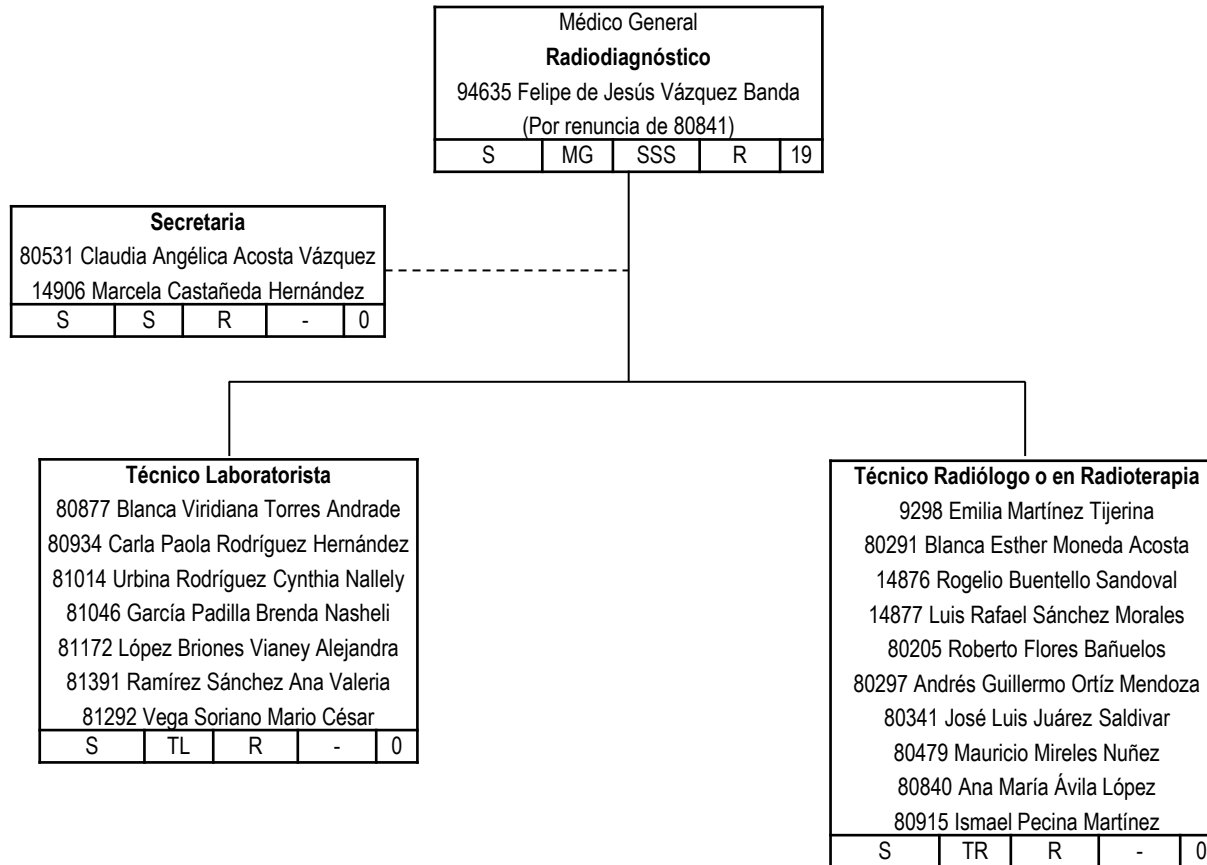 Médico General
Radiodiagnóstico
94635 Felipe de Jesús Vázquez Banda
(Por renuncia de 80841)
S MG SSS R 19
Secretaria
80531 Claudia Angélica Acosta Vázquez
14906 Marcela Castañeda Hernández
S S R - 0
Técnico Laboratorista
80877 Blanca Viridiana Torres Andrade
80934 Carla Paola Rodríguez Hernández
81014 Urbina Rodríguez Cynthia Nallely
81046 García Padilla Brenda Nasheli
81172 López Briones Vianey Alejandra
81391 Ramírez Sánchez Ana Valeria
81292 Vega Soriano Mario César
S TL R - 0
Técnico Radiólogo o en Radioterapia
9298 Emilia Martínez Tijerina
80291 Blanca Esther Moneda Acosta
14876 Rogelio Buentello Sandoval
14877 Luis Rafael Sánchez Morales
80205 Roberto Flores Bañuelos
80297 Andrés Guillermo Ortíz Mendoza
80341 José Luis Juárez Saldivar
80479 Mauricio Mireles Nuñez
80840 Ana María Ávila López
80915 Ismael Pecina Martínez
S TR R - 0